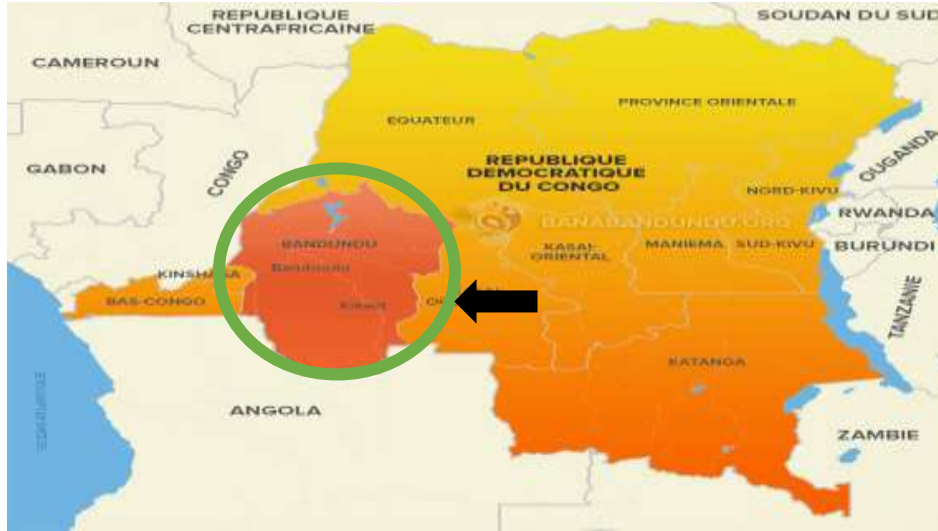 REPUBLIQUE
CENTRAFRICAINE
SOUDAN DU SUD
CAMEROUN
PROVINCE ORIENTALE
EQUATEUR
GABON
CONGO
OUGANDA
REPUBLIQUE
DEMOCRATIQUE
DU CONGO
NORD-KIVU
RWANDA
BANABANDUNDU.ORG
BANDUNDU
KASAI-
ORIENTAL
MANIEMA
SUD-KIVU
BURUNDI
Bandundu
KINSHASA
BAS-CONGO
Kikwit
TANZANIE
KATANGA
ANGOLA
ZAMBIE